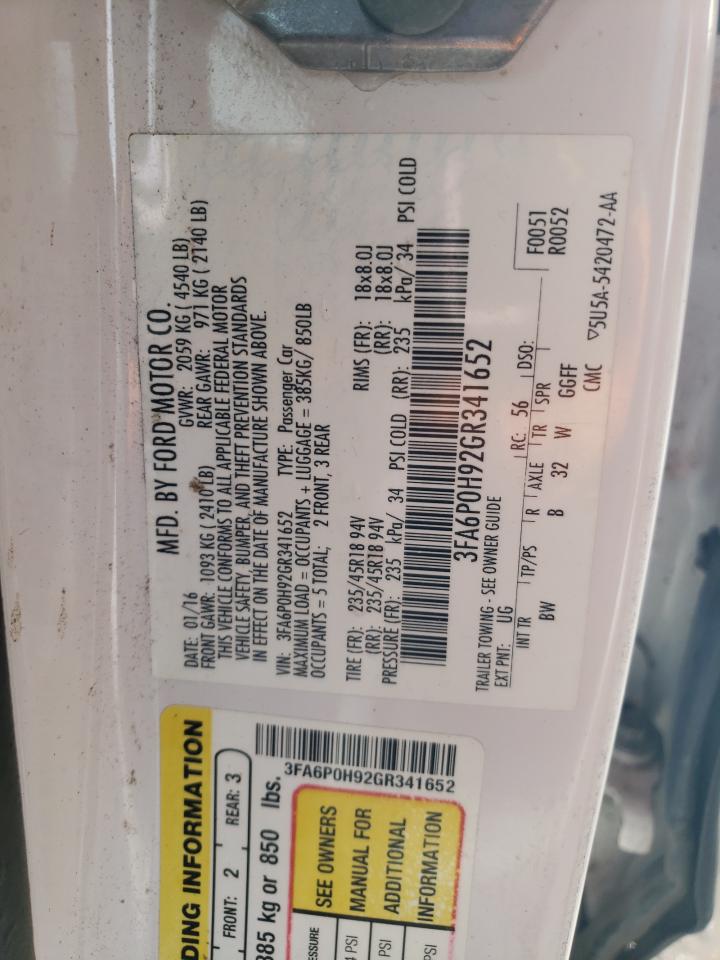 MFD. BY FORD MOTOR CO.
DATE: 01/16 GVWR: 2059 KG ( 4540 LB)
FRONT GAWR: 1093 KG ( 2410 LB) REAR GAWR: 971 KG ( 2140 LB)
THIS VEHICLE CONFORMS TO ALL APPLICABLE FEDERAL MOTOR
VEHICLE SAFETY, BUMPER, AND THEFT PREVENTION STANDARDS
IN EFFECT ON THE DATE OF MANUFACTURE SHOWN ABOVE.
VIN: 3FA6P0H92GR341652 TYPE: Passenger Car
MAXIMUM LOAD = OCCUPANTS + LUGGAGE = 385KG/ 850LB
OCCUPANTS = 5 TOTAL; 2 FRONT, 3 REAR
TIRE (FR): 235/45R18 94V RIMS (FR): 18x8.0J
(RR): 235/45R18 94V (RR): 18x8.0J
PRESSURE (FR): 235 kPa/ 34 PSI COLD (RR): 235 kPa/ 34 PSI COLD
3FA6P0H92GR341652
TRAILER TOWING - SEE OWNER GUIDE
EXT PNT: UG RC: 56 DSO: F0051
R0052
INT TR TP/PS R AXLE TR SPR
BW B 32 W GGFF
CMC ▽5U5A-5420472-AA
DING INFORMATION
FRONT: 2 REAR: 3
385 kg or 850 lbs.
3FA6P0H92GR341652
SEE OWNERS
MANUAL FOR
ADDITIONAL
INFORMATION
ESSURE
4 PSI
PSI
PSI